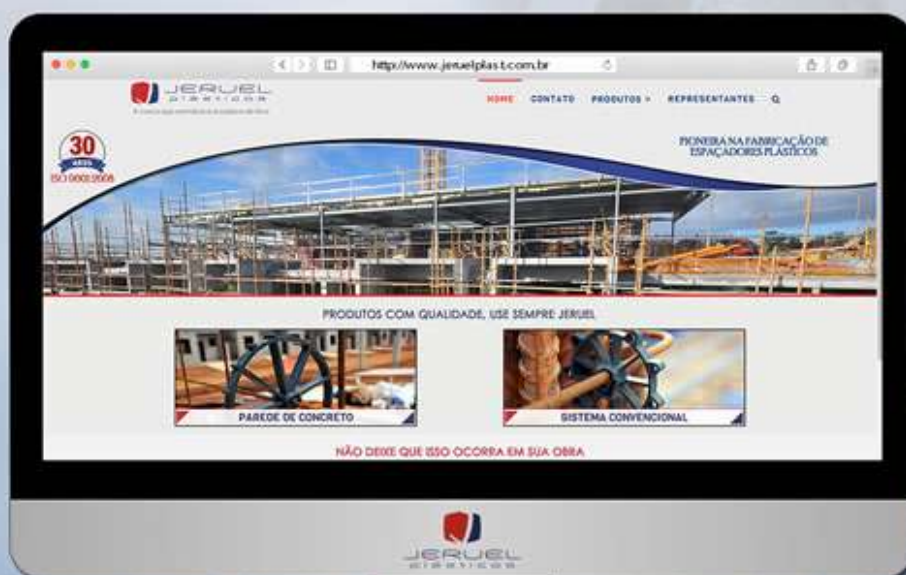 http://www.jeruelplast.com.br
JERUEL
plásticos
HOME CONTATO PRODUTOS REPRESENTANTES
30
ANOS
ISO 9001:2008
PIONEIRA NA FABRICAÇÃO DE
ESPAÇADORES PLÁSTICOS
PRODUTOS COM QUALIDADE, USE SEMPRE JERUEL
PAREDE DE CONCRETO
SISTEMA CONVENCIONAL
NÃO DEIXE QUE ISSO OCORRA EM SUA OBRA
JERUEL
plásticos